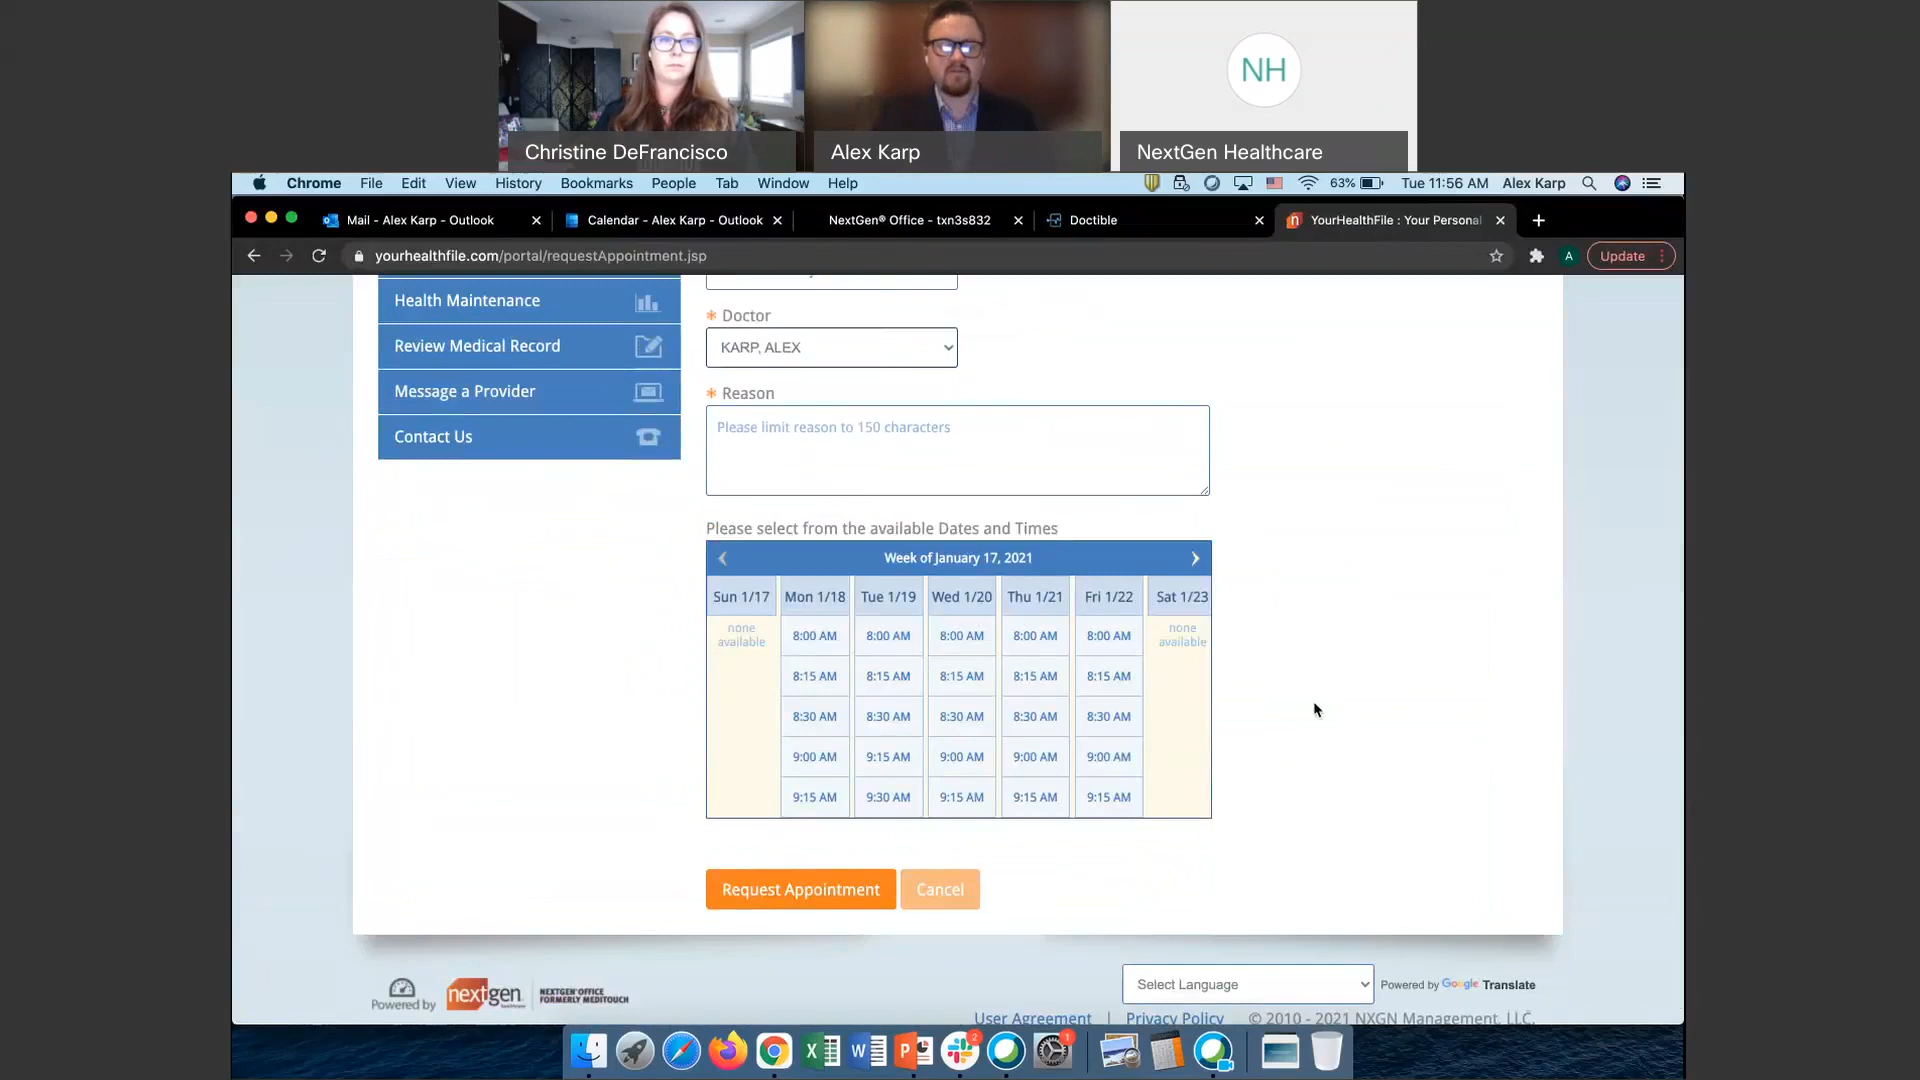 NH
Christine DeFrancisco
Alex Karp
NextGen Healthcare
Chrome File Edit View History Bookmarks People Tab Window Help 63% Tue 11:56 AM Alex Karp
Mail - Alex Karp - Outlook Calendar - Alex Karp - Outlook NextGen® Office - txn3s832 Doctible YourHealthFile : Your Personal
yourhealthfile.com/portal/requestAppointment.jsp A Update
Health Maintenance
Review Medical Record
Message a Provider
Contact Us
* Doctor
KARP, ALEX
* Reason
Please limit reason to 150 characters
Please select from the available Dates and Times
Week of January 17, 2021
Sun 1/17 Mon 1/18 Tue 1/19 Wed 1/20 Thu 1/21 Fri 1/22 Sat 1/23
none available 8:00 AM 8:00 AM 8:00 AM 8:00 AM 8:00 AM none available
8:15 AM 8:15 AM 8:15 AM 8:15 AM 8:15 AM
8:30 AM 8:30 AM 8:30 AM 8:30 AM 8:30 AM
9:00 AM 9:15 AM 9:00 AM 9:00 AM 9:00 AM
9:15 AM 9:30 AM 9:15 AM 9:15 AM 9:15 AM
Request Appointment Cancel
Select Language Powered by Google Translate
Powered by nextgen NEXTGEN OFFICE
FORMERLY MEDITOUCH
User Agreement | Privacy Policy © 2010 - 2021 NXGN Management, LLC.
2 1